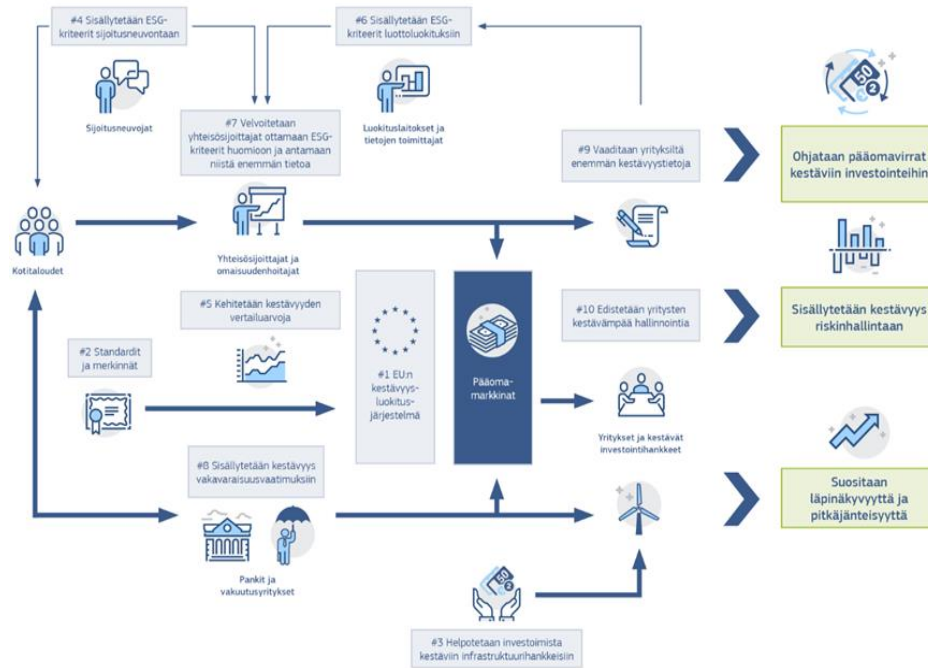 #4 Sisällytetään ESG-
kriteerit sijoitusneuvontaan
#6 Sisällytetään ESG-
kriteerit luottoluokituksiin
Sijoitusneuvojat
#7 Velvoitetaan
yhteisösijoittajat ottamaan ESG-
kriteerit huomioon ja antamaan
niistä enemmän tietoa
Luokituslaitokset ja
tietojen toimittajat
#9 Vaaditaan yrityksiltä
enemmän kestävyystietoja
Ohjataan pääomavirrat
kestäviin investointeihin
Kotitaloudet
Yhteisösijoittajat ja
omaisuudenhoitajat
#5 Kehitetään kestävyyden
vertailuarvoja
#10 Edistetään yritysten
kestävämpää hallinnointia
Sisällytetään kestävyys
riskinhallintaan
#2 Standardit
ja merkinnät
#1 EU:n
kestävyys-
luokitus-
järjestelmä
Pääoma-
markkinat
Yritykset ja kestävät
investointihankkeet
#8 Sisällytetään kestävyys
vakavaraisuusvaatimuksiin
Suositaan
läpinäkyvyyttä ja
pitkäjänteisyyttä
Pankit ja
vakuutusyritykset
#3 Helpotetaan investoimista
kestäviin infrastruktuurihankkeisiin
50
2
50